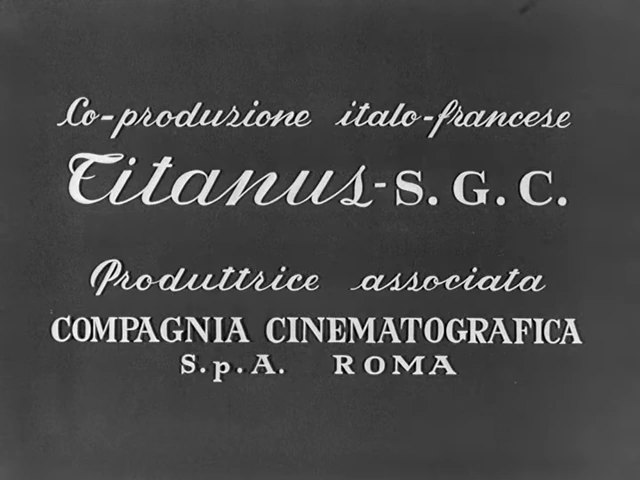 Co-produzione italo-francese
Titanus-S. G. C.
Produttrice associata
COMPAGNIA CINEMATOGRAFICA
S.p.A. ROMA